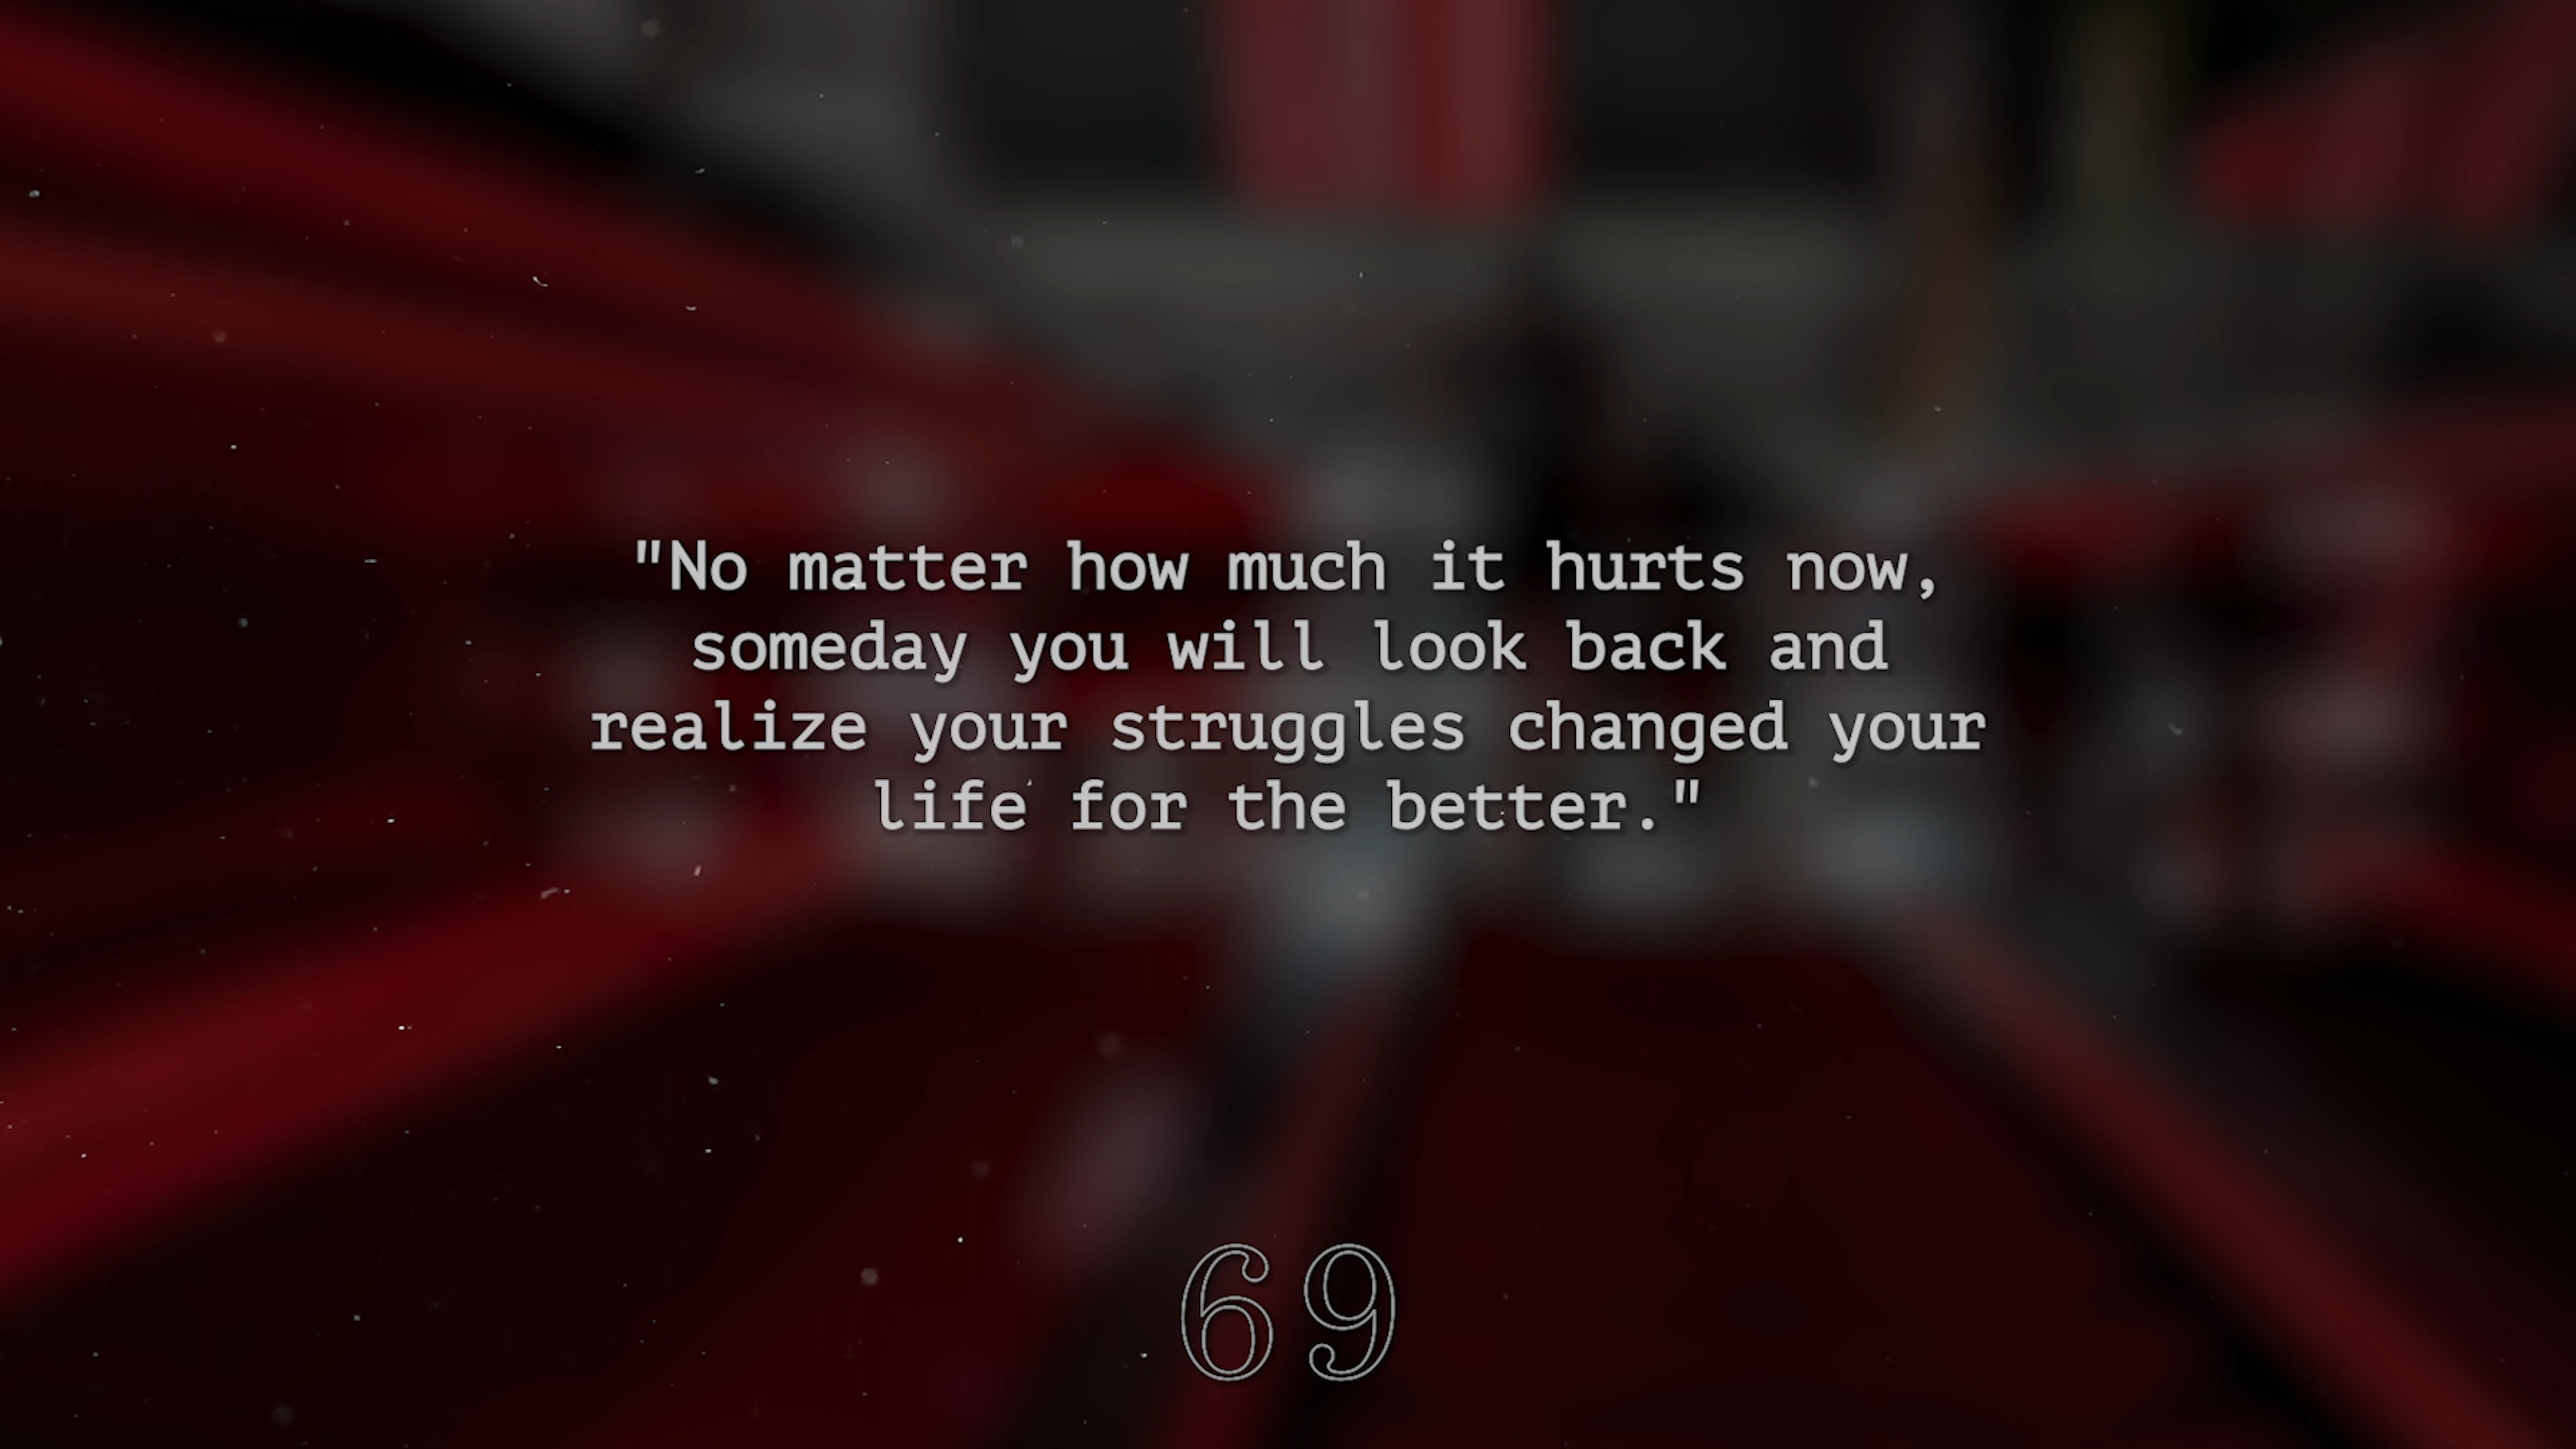 "No matter how much it hurts now,
someday you will look back and
realize your struggles changed your
life for the better."
69